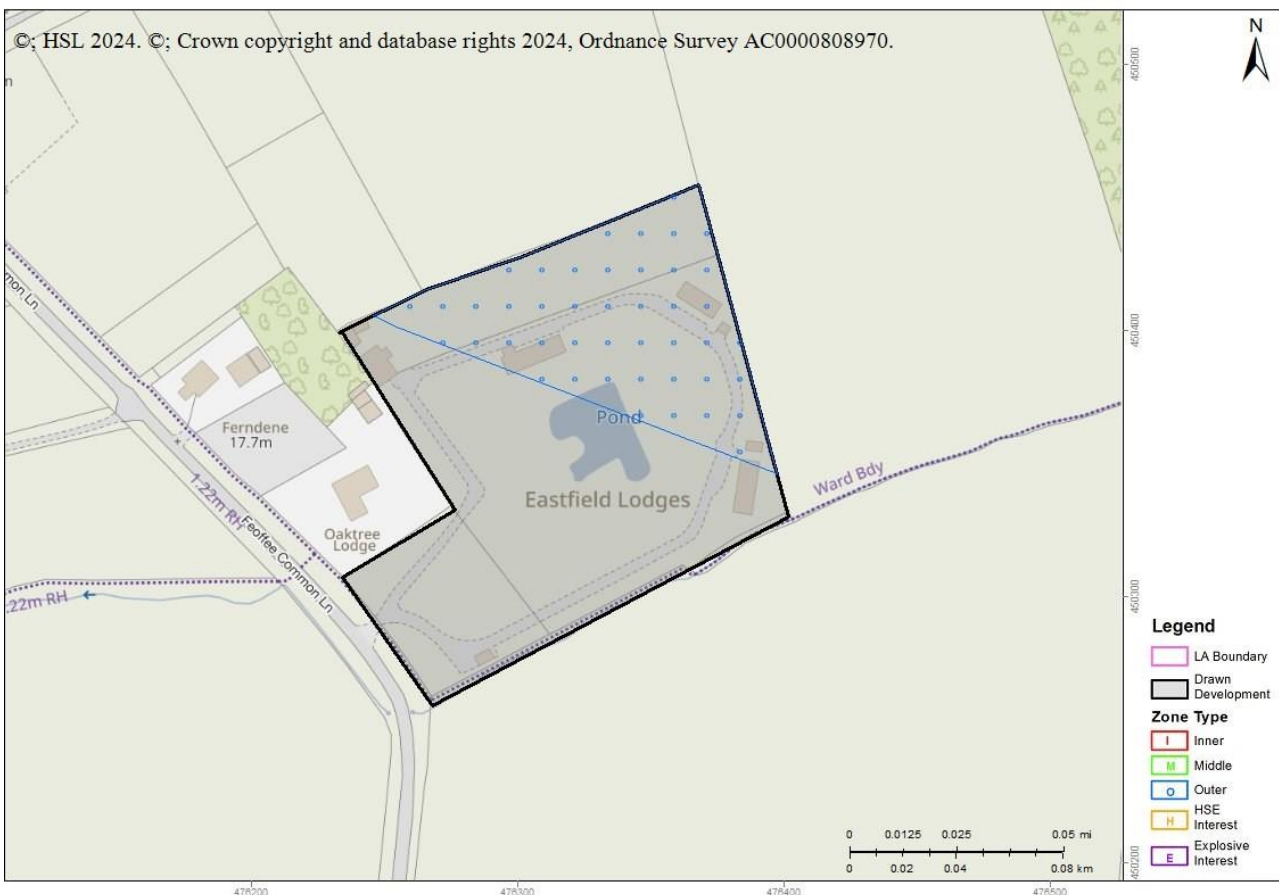 ©; HSL 2024. ©; Crown copyright and database rights 2024, Ordnance Survey AC0000808970.
N
n
450500
mon Ln
450400
Ferndene
17.7m
Pond
Eastfield Lodges
Ward Bdy
1.22m RH
Feoffee Common Ln
Oaktree
Lodge
22m RH
450300
Legend
LA Boundary
Drawn
Development
Zone Type
I Inner
M Middle
O Outer
H HSE
Interest
E Explosive
Interest
0 0.0125 0.025 0.05 mi
0 0.02 0.04 0.08 km
450200
476200 476300 476400 476500